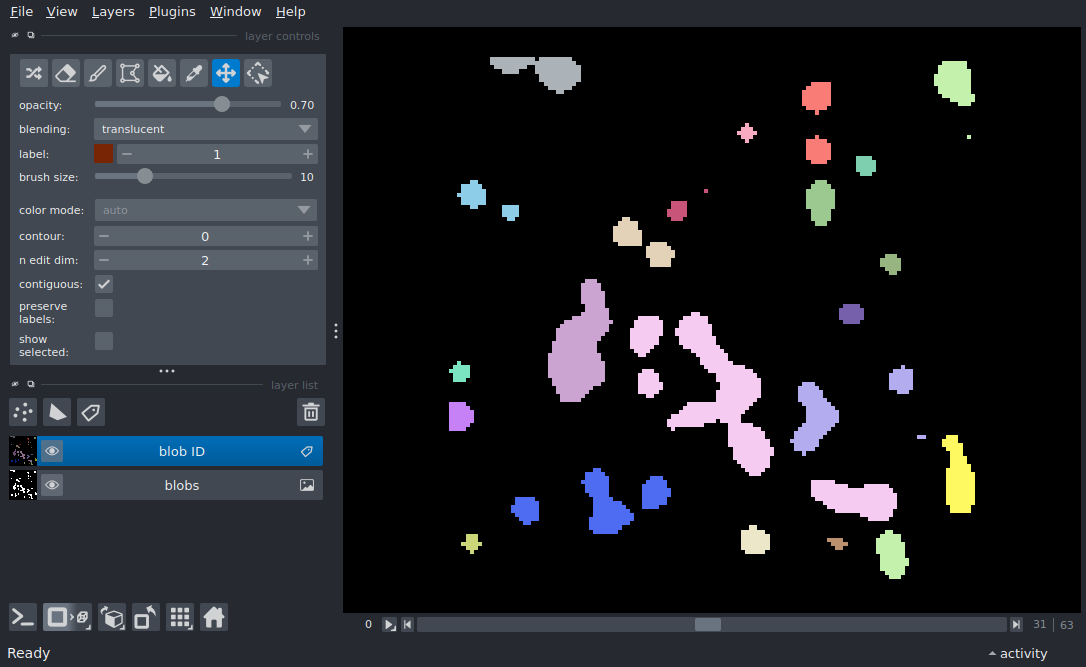 File View Layers Plugins Window Help
layer controls
opacity: 0.70
blending: translucent
label: 1
brush size: 10
color mode: auto
contour: 0
n edit dim: 2
contiguous:
preserve
labels:
show
selected:
layer list
blob ID
blobs
0 31 | 63
Ready activity